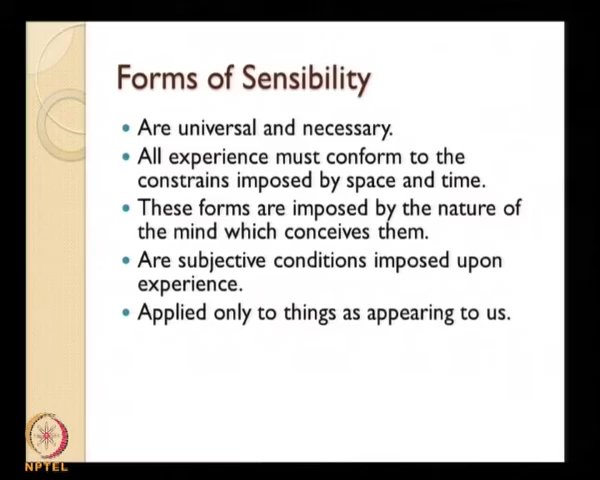 Forms of Sensibility
• Are universal and necessary.
• All experience must conform to the
constrains imposed by space and time.
• These forms are imposed by the nature of
the mind which conceives them.
• Are subjective conditions imposed upon
experience.
• Applied only to things as appearing to us.
NPTEL